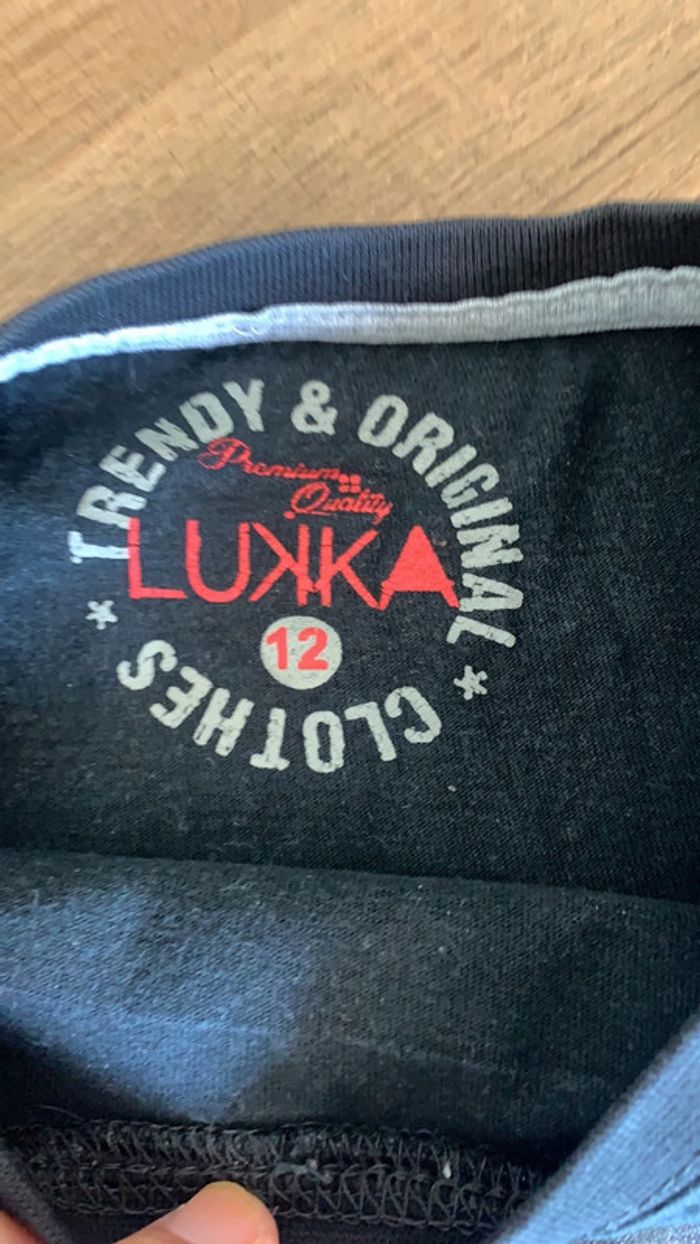 TRENDY & ORIGINAL
Premium
Quality
LUKKA
12
CLOTHES